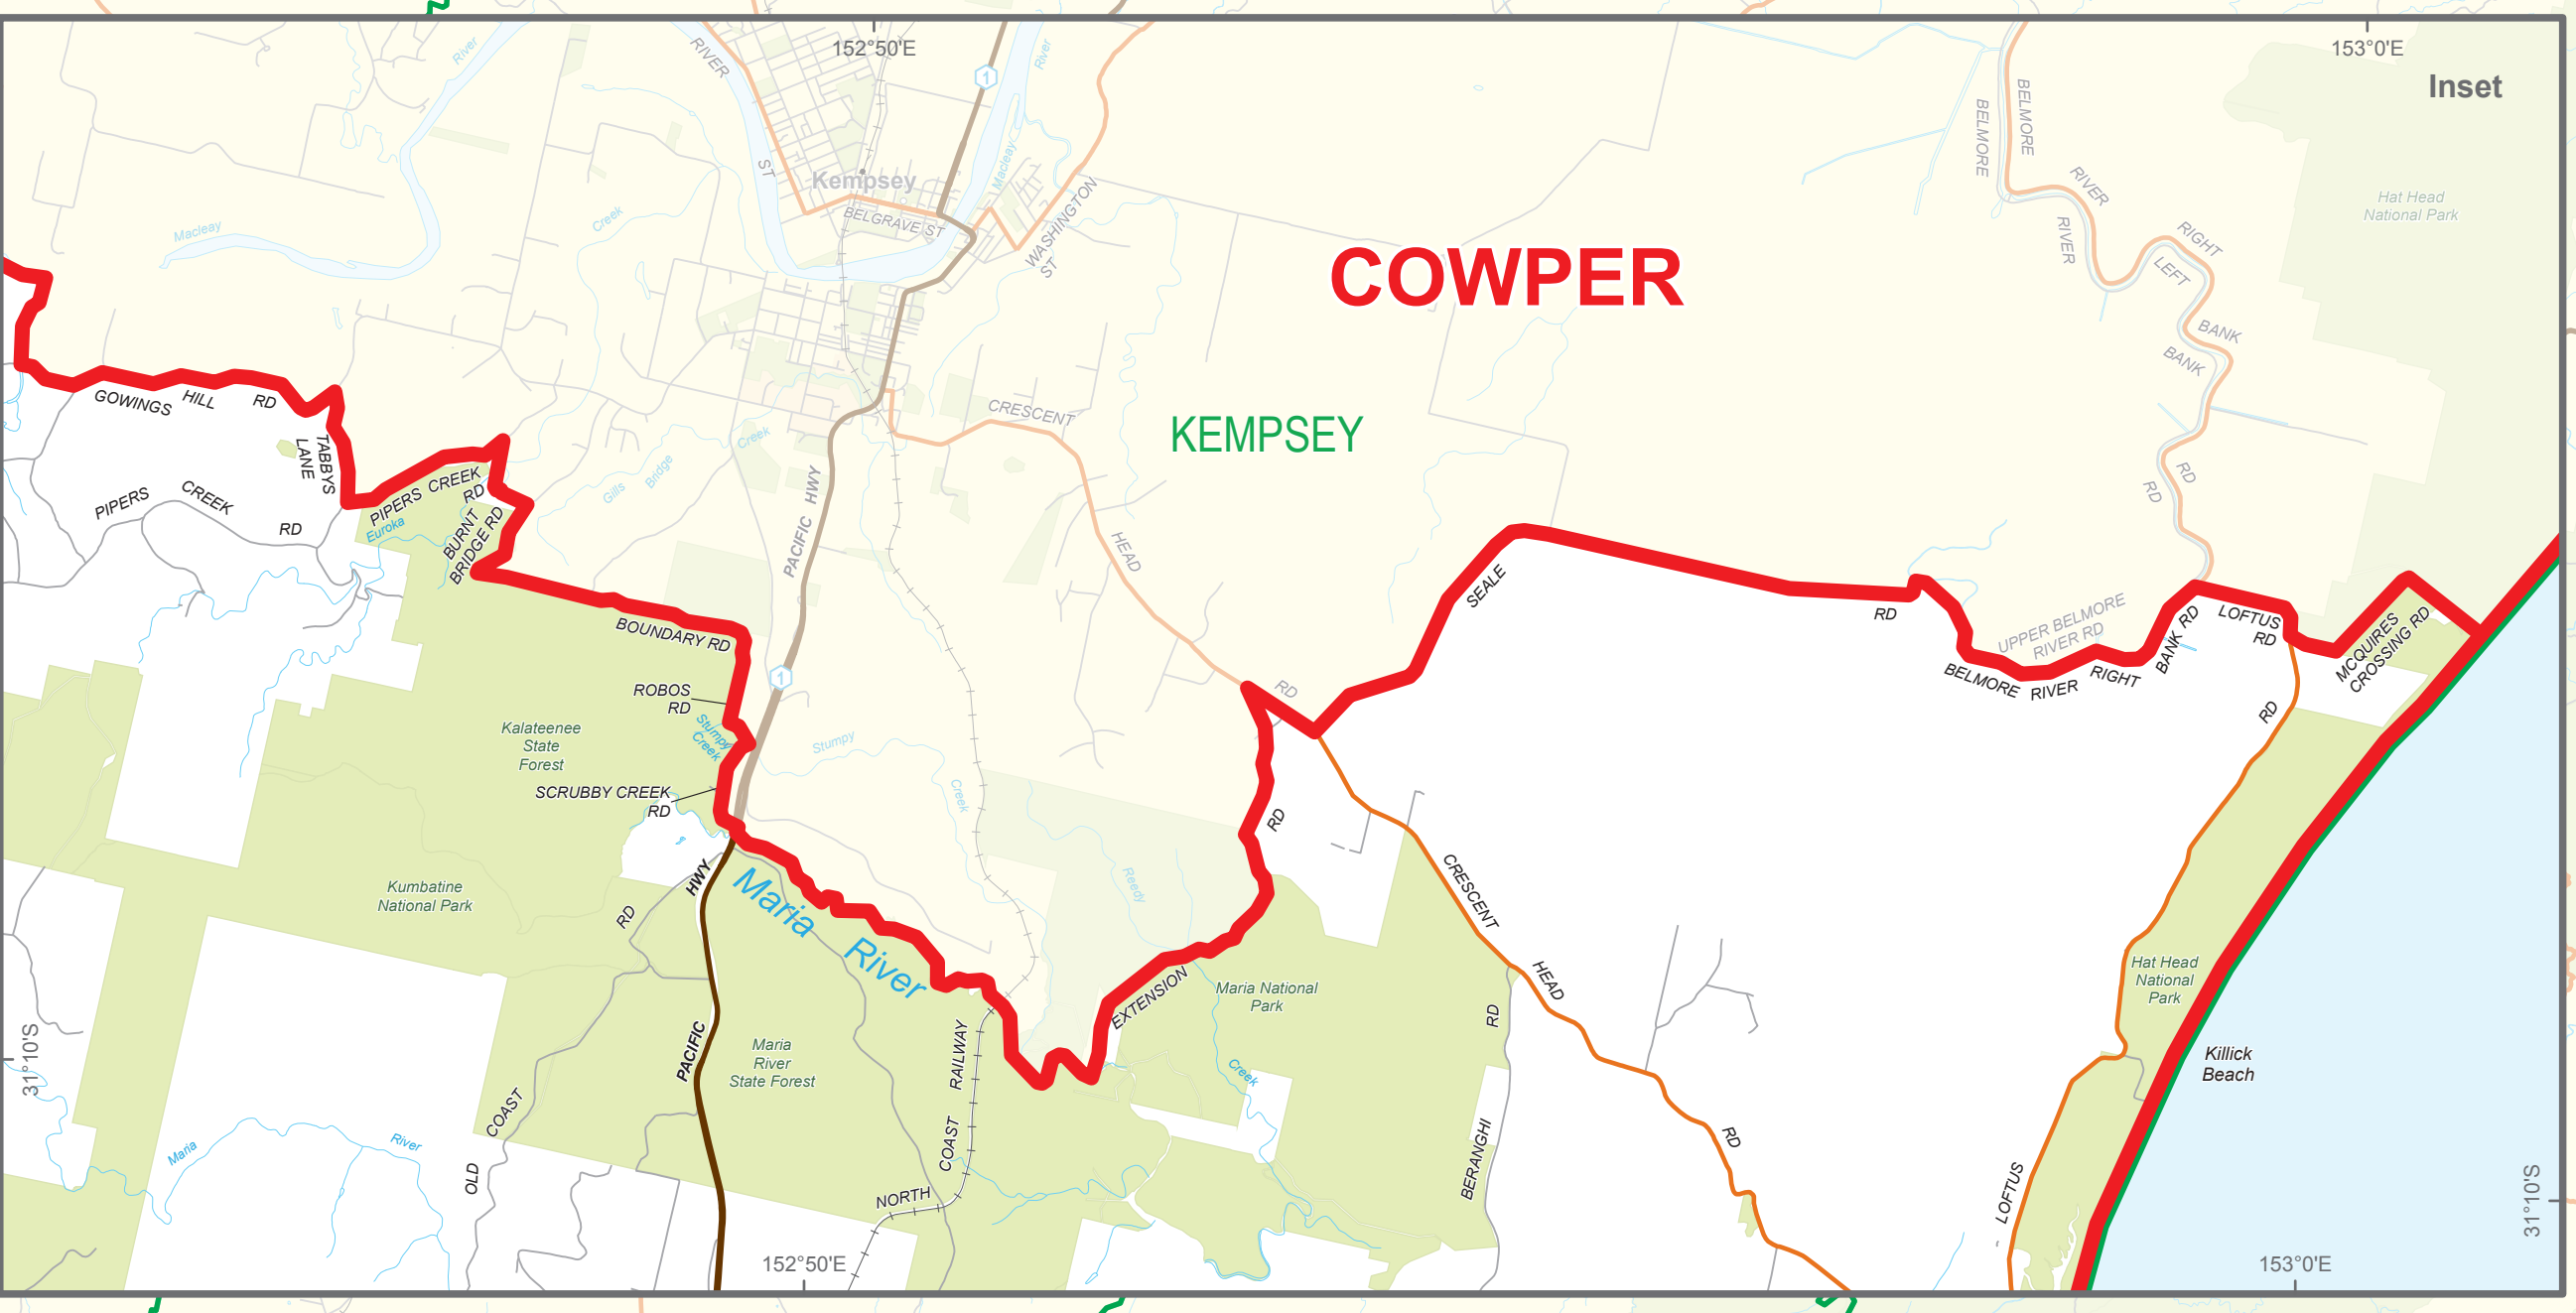 152°50'E
153°0'E
Inset
River
RIVER
ST
1
River
Macleay
Kempsey
BELGRAVE ST
WASHINGTON
ST
Creek
Macleay
BELMORE
BELMORE
RIVER
RIVER
RIGHT
LEFT
BANK
BANK
RD
RD
Hat Head
National Park
COWPER
KEMPSEY
GOWINGS HILL RD
TABBYS
LANE
PIPERS CREEK
RD
PIPERS CREEK RD
Euroka
BURNT
BRIDGE RD
Gills Bridge Creek
CRESCENT
HEAD
RD
PACIFIC HWY
BOUNDARY RD
ROBOS
RD
Stumpy
Creek
1
Stumpy
Creek
SCRUBBY CREEK
RD
Kalateenee
State
Forest
Kumbatine
National Park
SEALE
RD
UPPER BELMORE
RIVER RD
BELMORE RIVER RIGHT BANK RD
LOFTUS
RD
MCQUIRES
CROSSING RD
RD
HWY
RD
Maria River
Reedy
RD
EXTENSION
Maria National
Park
CRESCENT
HEAD
RD
RD
Hat Head
National
Park
Killick
Beach
31°10'S
PACIFIC
Maria
River
State Forest
RAILWAY
COAST
NORTH
Creek
COAST
OLD
Maria
River
BERANGHI
LOFTUS
31°10'S
152°50'E
153°0'E